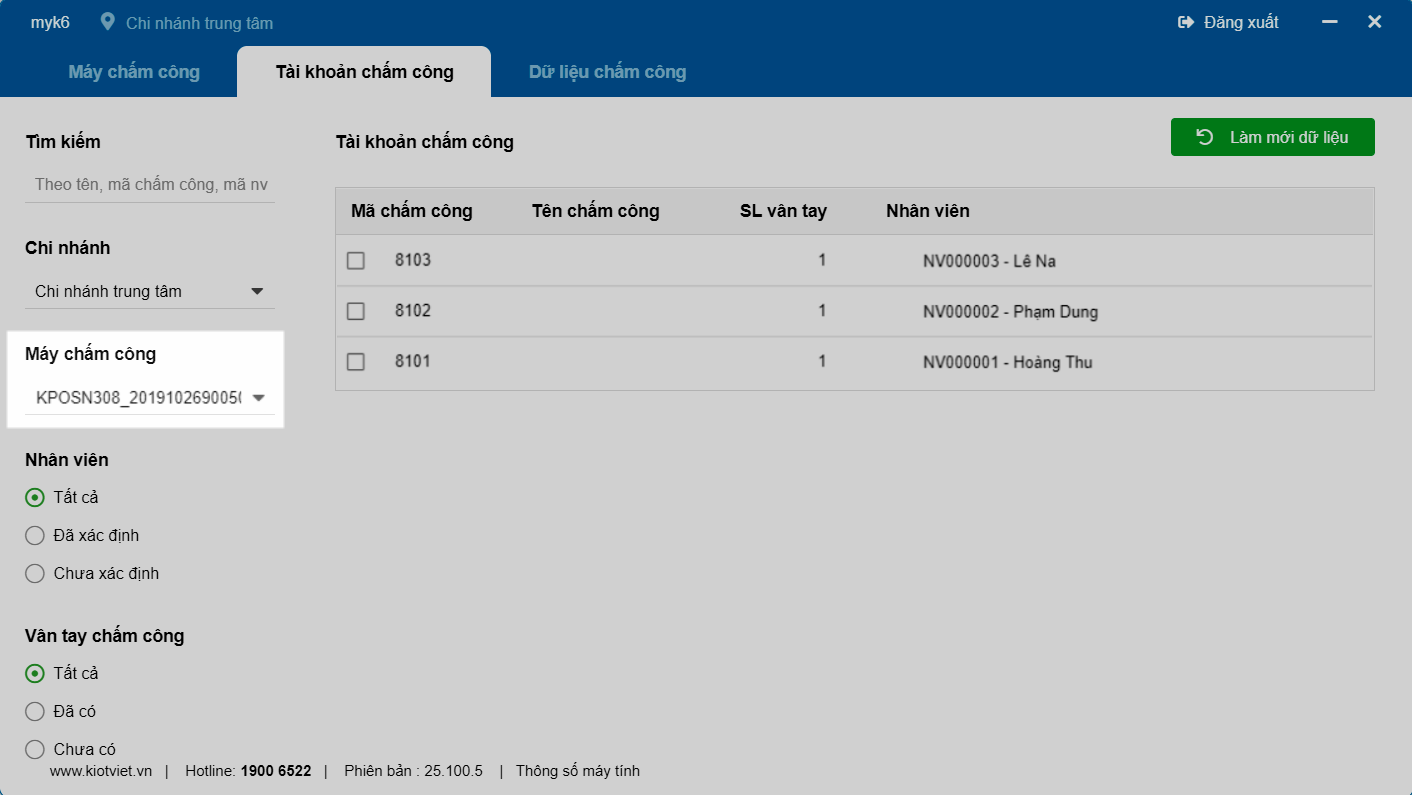 myk6 Chi nhánh trung tâm Đăng xuất
Máy chấm công Tài khoản chấm công Dữ liệu chấm công
Tìm kiếm
Theo tên, mã chấm công, mã nv
Chi nhánh
Chi nhánh trung tâm
Máy chấm công
KPOSN308_2019102690050
Nhân viên
Tất cả
Đã xác định
Chưa xác định
Vân tay chấm công
Tất cả
Đã có
Chưa có
Tài khoản chấm công Làm mới dữ liệu
Mã chấm công Tên chấm công SL vân tay Nhân viên
8103 1 NV000003 - Lê Na
8102 1 NV000002 - Phạm Dung
8101 1 NV000001 - Hoàng Thu
www.kiotviet.vn | Hotline: 1900 6522 | Phiên bản : 25.100.5 | Thông số máy tính